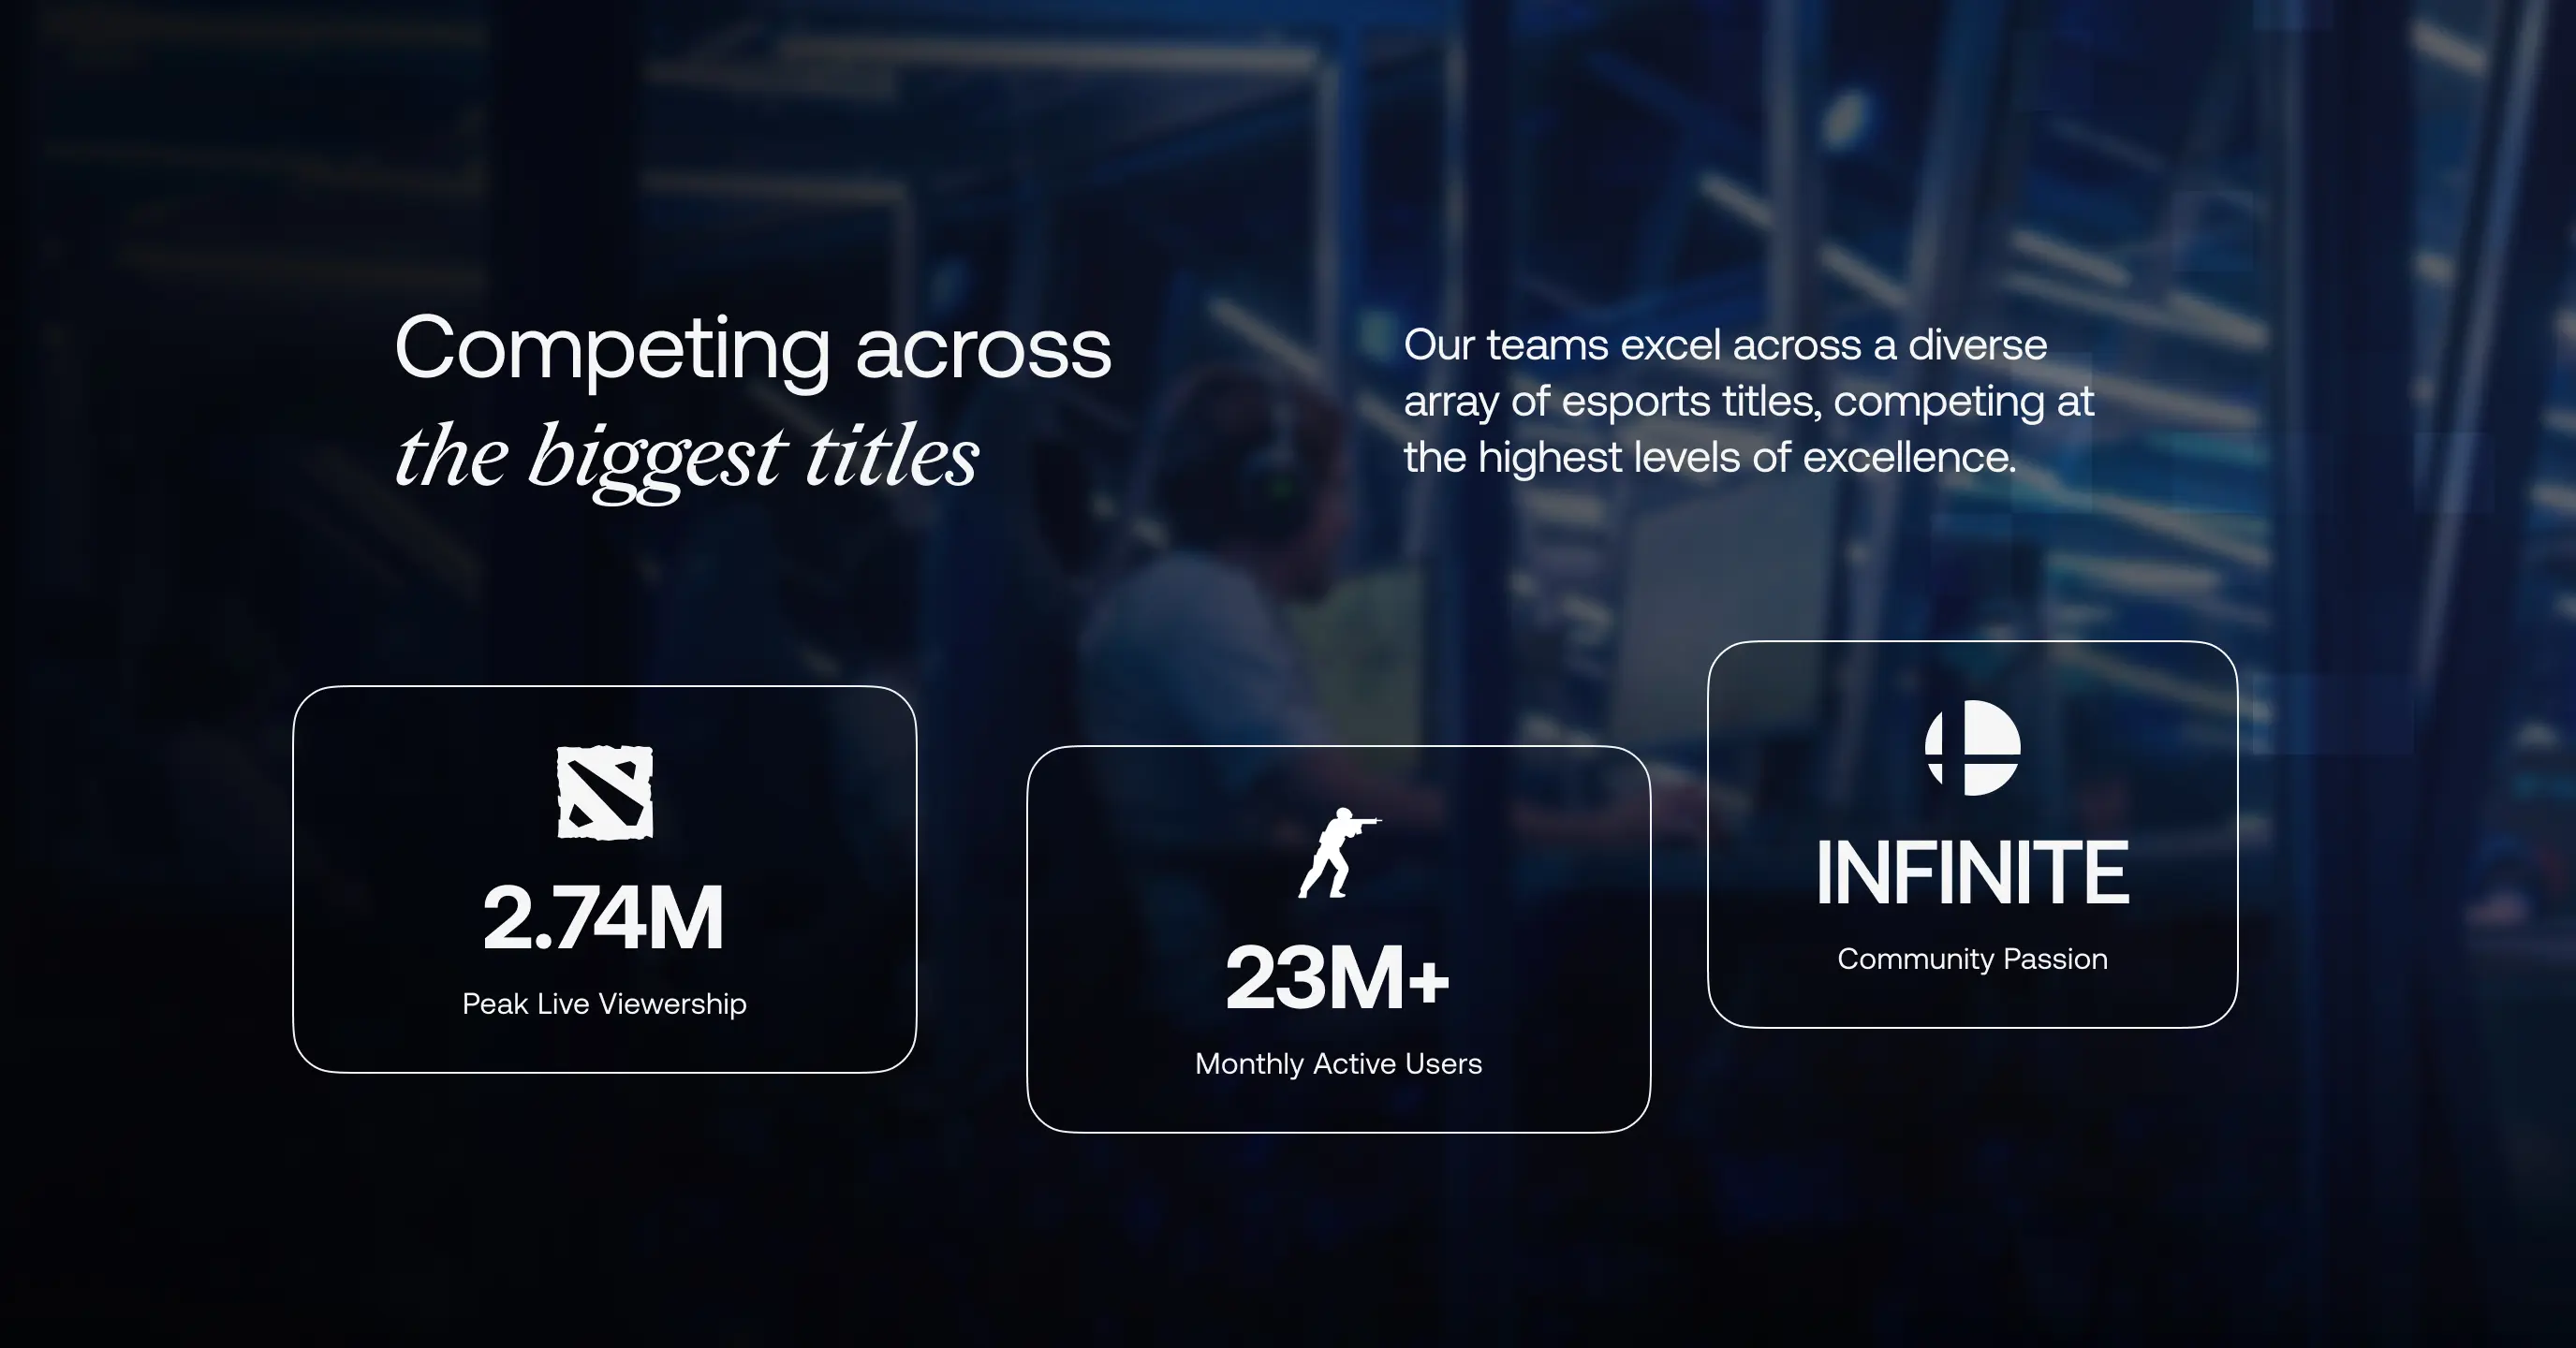 Competing across
the biggest titles
Our teams excel across a diverse
array of esports titles, competing at
the highest levels of excellence.
2.74M
Peak Live Viewership
23M+
Monthly Active Users
INFINITE
Community Passion